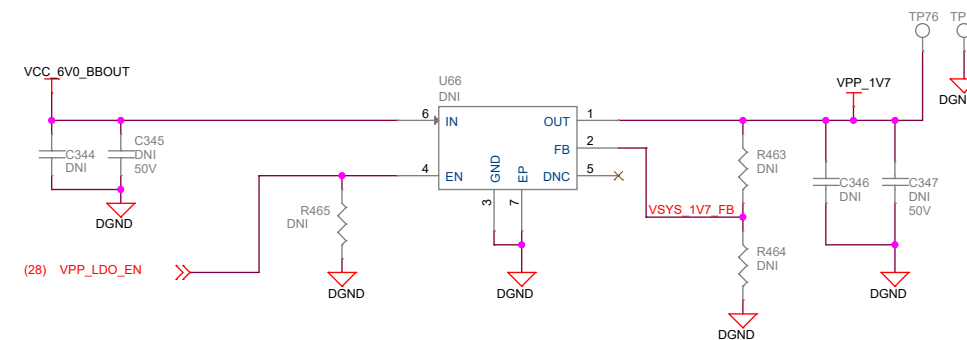 TP76
TP
VCC_6V0_BBOUT
VPP_1V7
DGN
U66
DNI
6
IN
OUT
1
C344
DNI
C345
DNI
50V
FB
2
R463
DNI
4
EN
GND
EP
DNC
5
C346
DNI
C347
DNI
50V
3
7
R465
DNI
VSYS_1V7_FB
DGND
R464
DNI
(28) VPP_LDO_EN
DGND
DGND
DGND
DGND